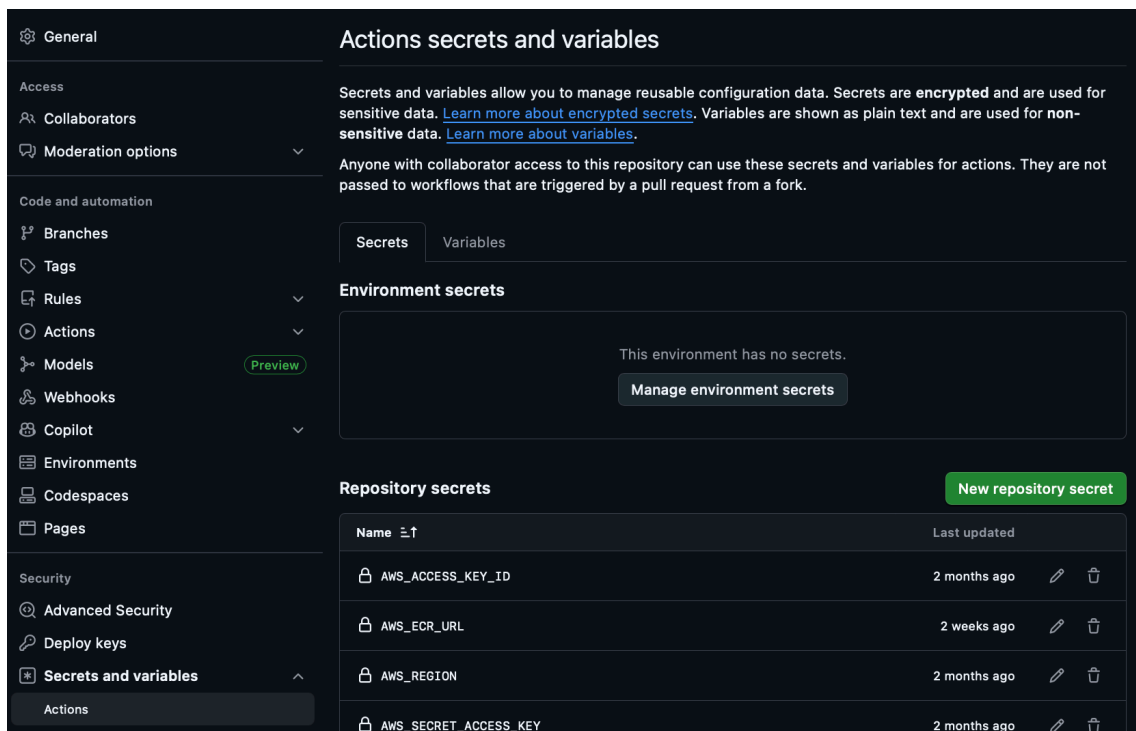 General
Access
Collaborators
Moderation options
Code and automation
Branches
Tags
Rules
Actions
Models
Preview
Webhooks
Copilot
Environments
Codespaces
Pages
Security
Advanced Security
Deploy keys
Secrets and variables
Actions
Actions secrets and variables
Secrets and variables allow you to manage reusable configuration data. Secrets are encrypted and are used for
sensitive data. Learn more about encrypted secrets. Variables are shown as plain text and are used for non-
sensitive data. Learn more about variables.
Anyone with collaborator access to this repository can use these secrets and variables for actions. They are not
passed to workflows that are triggered by a pull request from a fork.
Secrets Variables
Environment secrets
This environment has no secrets.
Manage environment secrets
Repository secrets
New repository secret
Name Last updated
AWS_ACCESS_KEY_ID 2 months ago
AWS_ECR_URL 2 weeks ago
AWS_REGION 2 months ago
AWS_SECRET_ACCESS_KEY 2 months ago